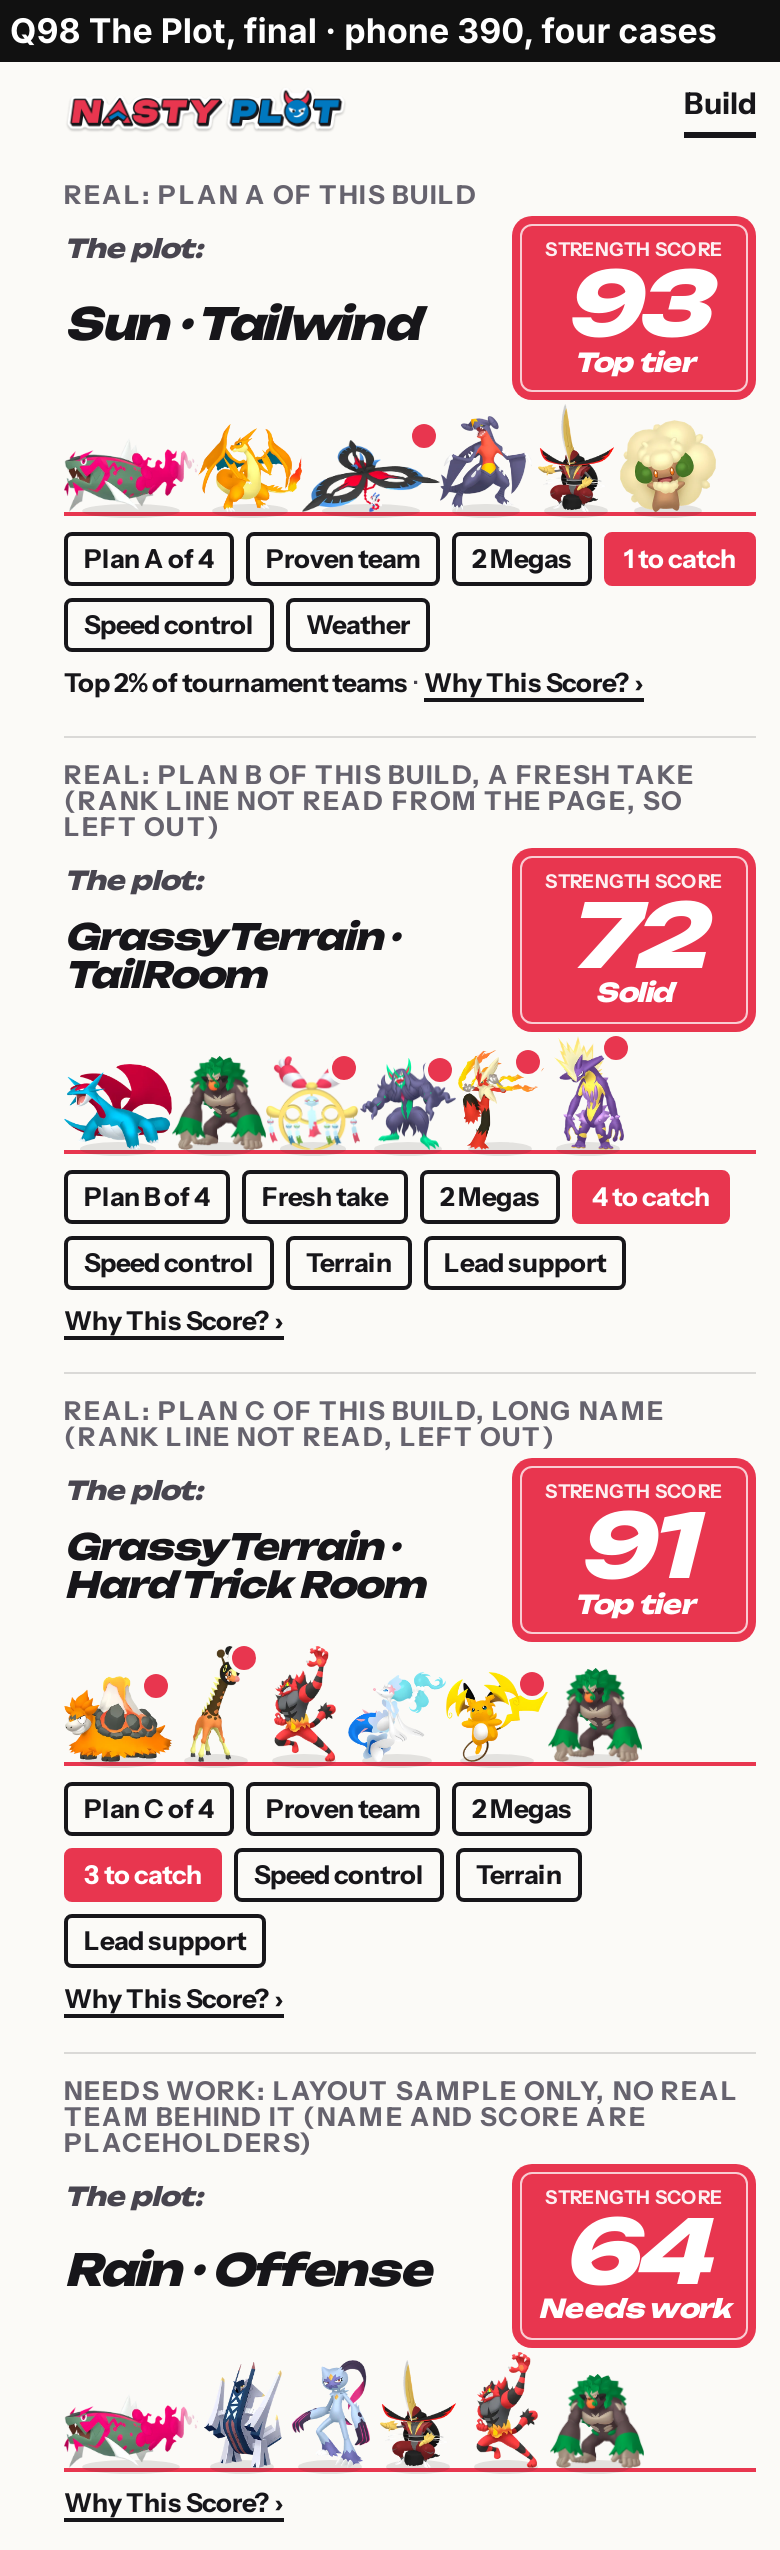 Q98 The Plot, final · phone 390, four cases
NASTY PLOT
Build
REAL: PLAN A OF THIS BUILD
The plot:
Sun · Tailwind
STRENGTH SCORE
93
Top tier
Plan A of 4
Proven team
2 Megas
1 to catch
Speed control
Weather
Top 2% of tournament teams · Why This Score? ›
REAL: PLAN B OF THIS BUILD, A FRESH TAKE
(RANK LINE NOT READ FROM THE PAGE, SO
LEFT OUT)
The plot:
Grassy Terrain ·
TailRoom
STRENGTH SCORE
72
Solid
Plan B of 4
Fresh take
2 Megas
4 to catch
Speed control
Terrain
Lead support
Why This Score? ›
REAL: PLAN C OF THIS BUILD, LONG NAME
(RANK LINE NOT READ, LEFT OUT)
The plot:
Grassy Terrain ·
Hard Trick Room
STRENGTH SCORE
91
Top tier
Plan C of 4
Proven team
2 Megas
3 to catch
Speed control
Terrain
Lead support
Why This Score? ›
NEEDS WORK: LAYOUT SAMPLE ONLY, NO REAL
TEAM BEHIND IT (NAME AND SCORE ARE
PLACEHOLDERS)
The plot:
Rain · Offense
STRENGTH SCORE
64
Needs work
Why This Score? ›